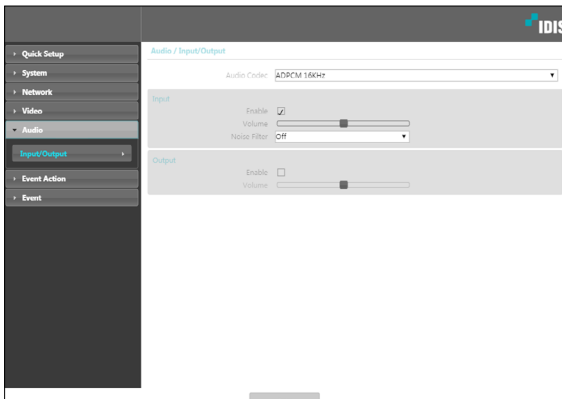 IDIS
Quick Setup
System
Network
Video
Audio
Input/Output
Event Action
Event
Audio / Input/Output
Audio Codec ADPCM 16KHz
Input
Enable
Volume
Noise Filter Off
Output
Enable
Volume